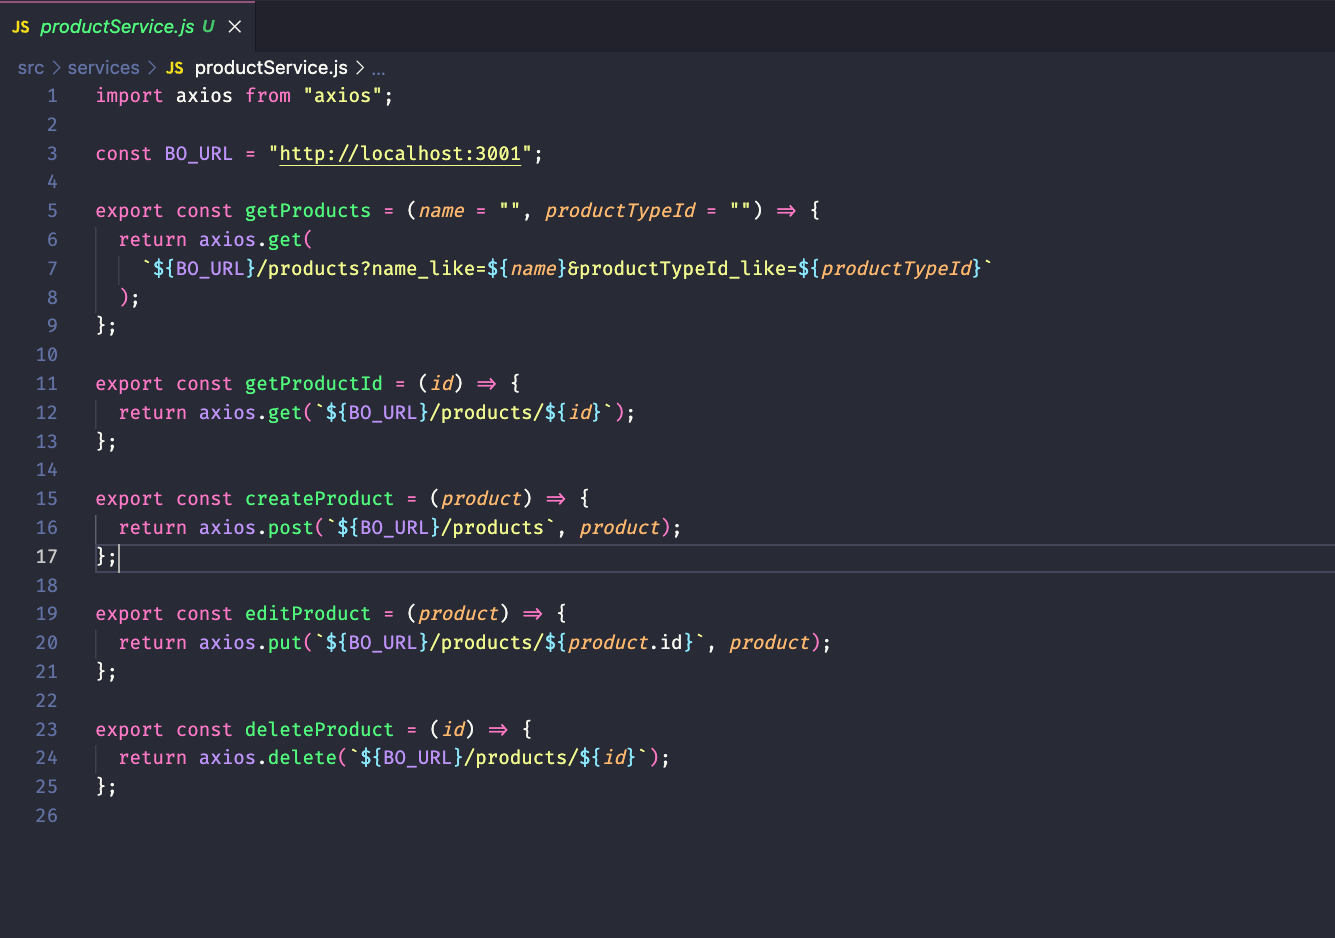 JS productService.js U ×
src > services > JS productService.js > ...
1 import axios from "axios";
2
3 const BO_URL = "http://localhost:3001";
4
5 export const getProducts = (name = "", productTypeId = "") => {
6   return axios.get(
7     `${BO_URL}/products?name_like=${name}&productTypeId_like=${productTypeId}`
8   );
9 };
10
11 export const getProductId = (id) => {
12   return axios.get(`${BO_URL}/products/${id}`);
13 };
14
15 export const createProduct = (product) => {
16   return axios.post(`${BO_URL}/products`, product);
17 };
18
19 export const editProduct = (product) => {
20   return axios.put(`${BO_URL}/products/${product.id}`, product);
21 };
22
23 export const deleteProduct = (id) => {
24   return axios.delete(`${BO_URL}/products/${id}`);
25 };
26